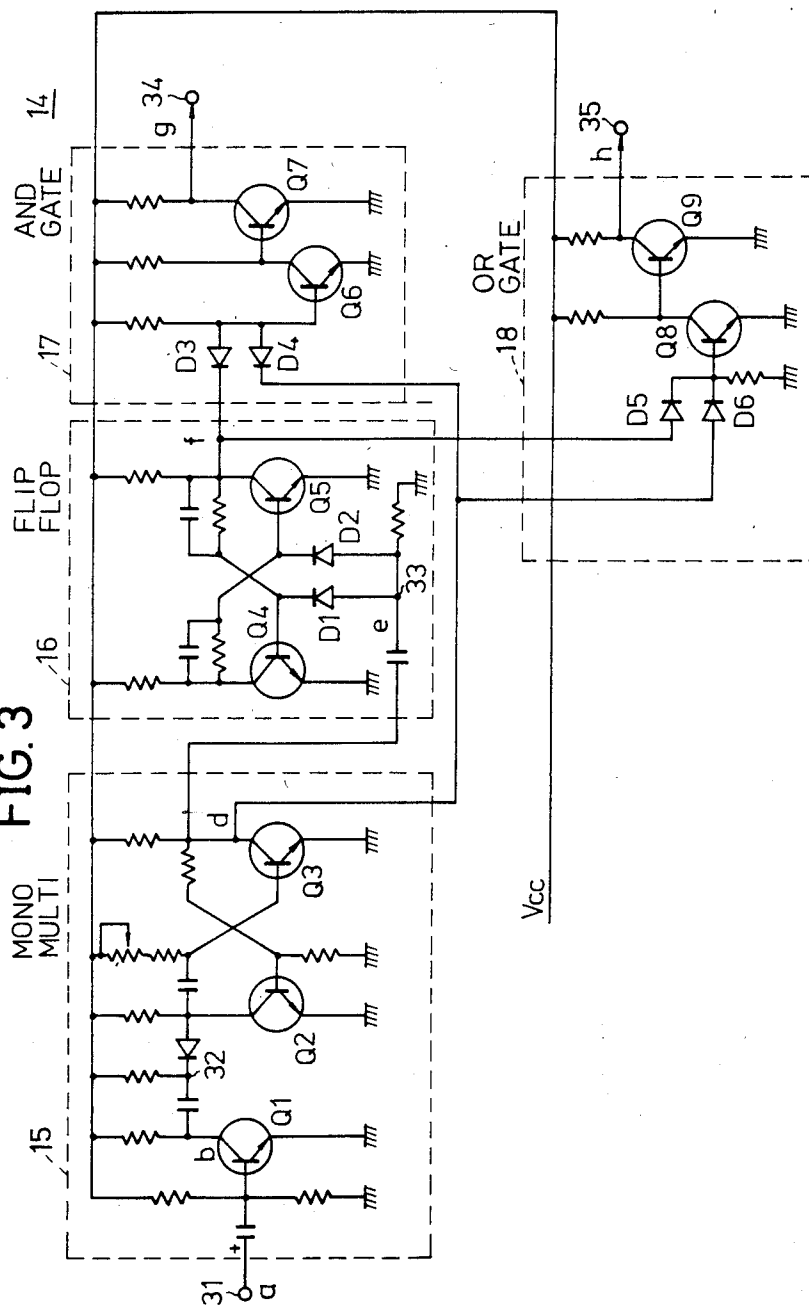 FIG. 3
14
MONO
MULTI
FLIP
FLOP
AND
GATE
15
16
17
31
a
+
b
Q1
32
Q2
Q3
d
e
33
D1
D2
Q4
Q5
f
D3
D4
Q6
Q7
g
34
Vcc
OR
GATE
18
D5
D6
Q8
Q9
h
35